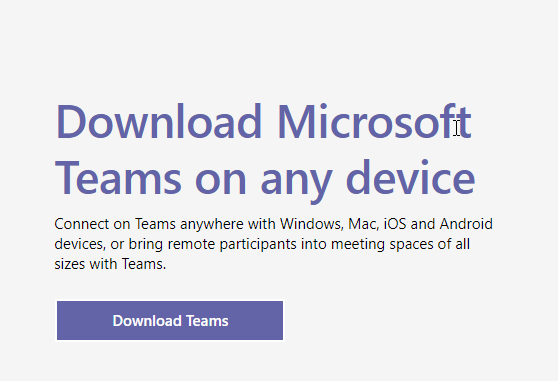 Download Microsoft
Teams on any device
Connect on Teams anywhere with Windows, Mac, iOS and Android
devices, or bring remote participants into meeting spaces of all
sizes with Teams.
Download Teams